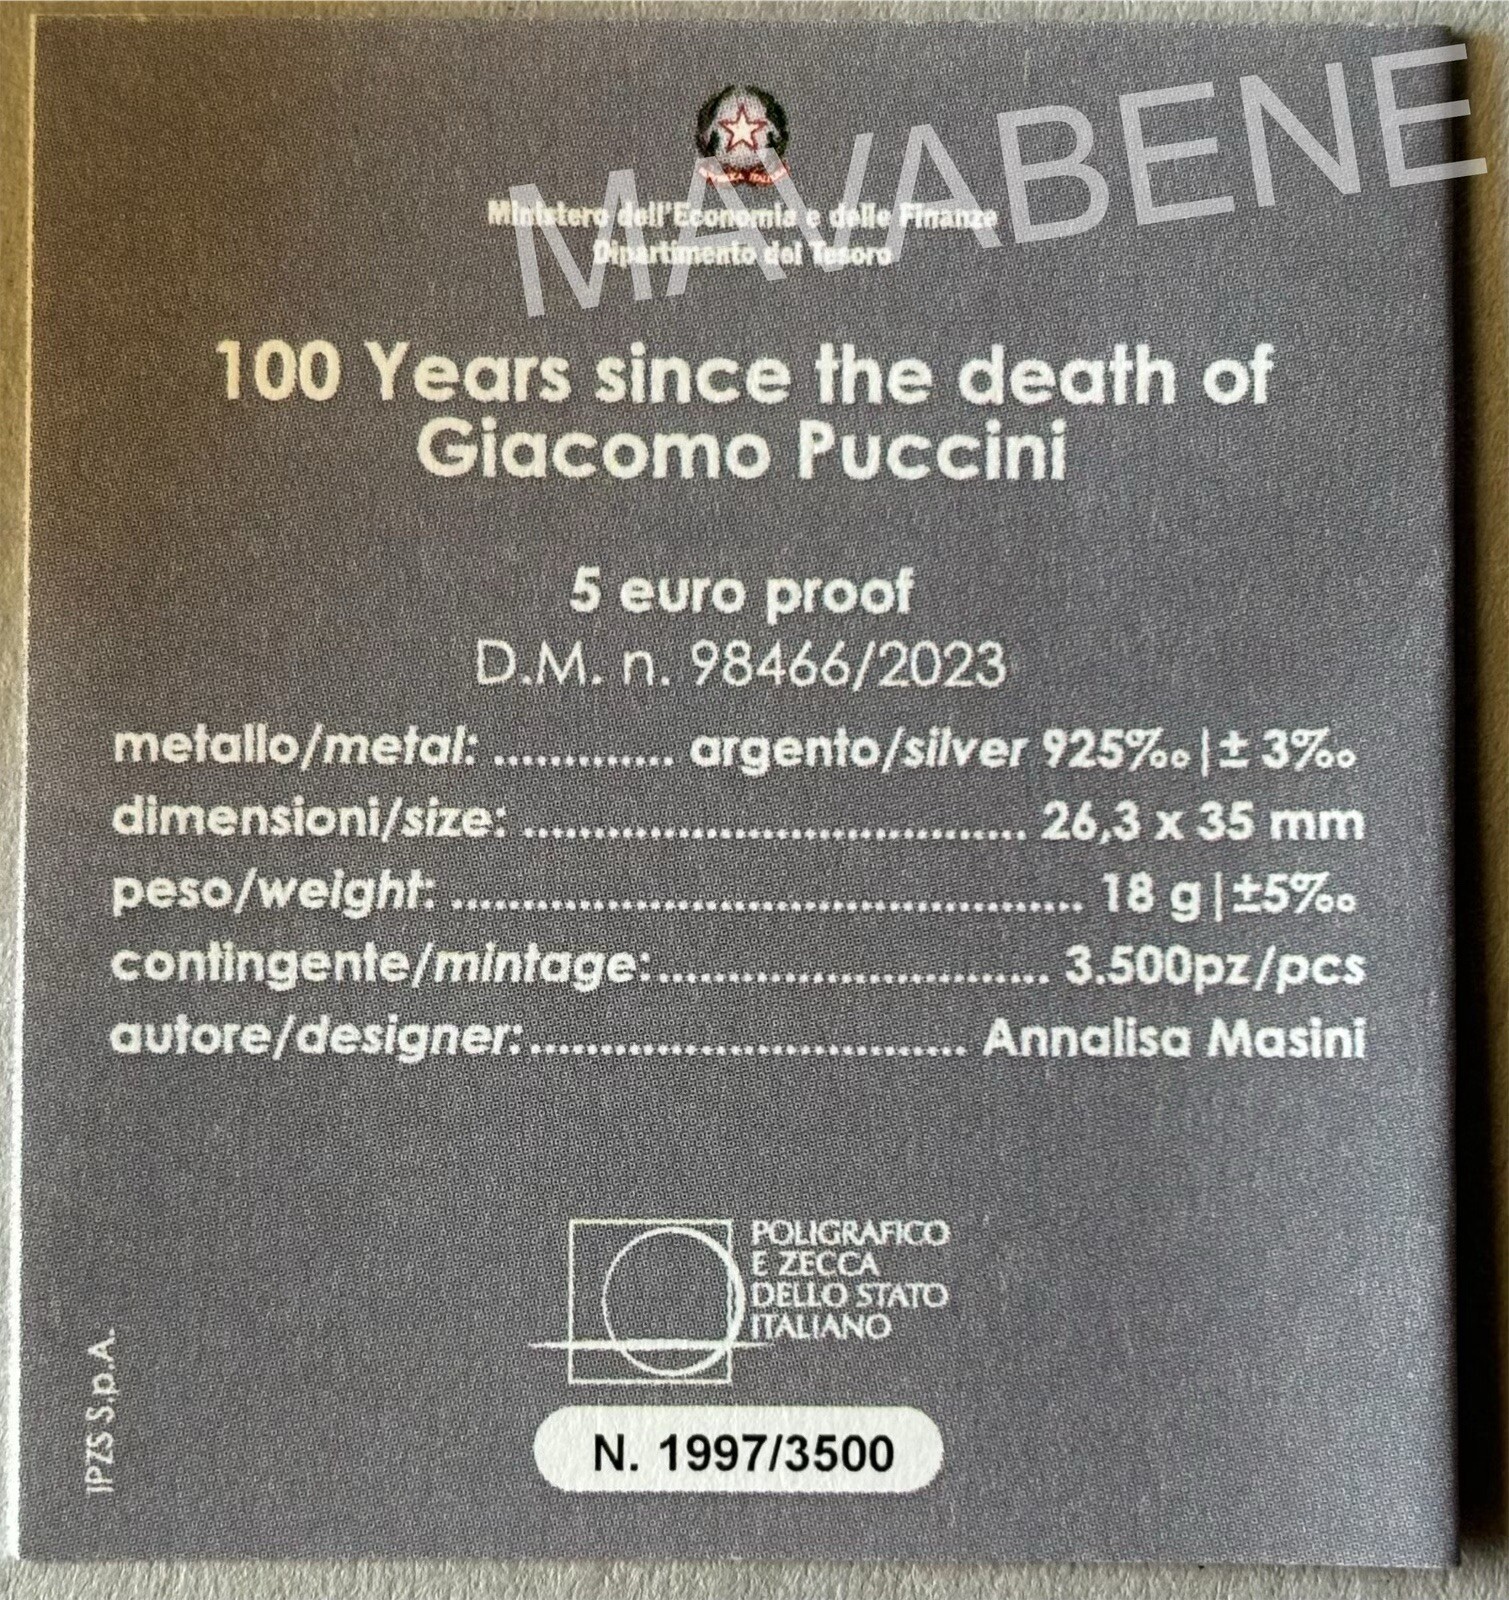 MAVABENE
REPUBBLICA ITALIANA
Ministero dell'Economia e delle Finanze
Dipartimento del Tesoro
100 Years since the death of
Giacomo Puccini
5 euro proof
D.M. n. 98466/2023
metallo/metal: ............. argento/silver 925‰|± 3‰
dimensioni/size: .................................... 26,3 x 35 mm
peso/weight: ............................................. 18 g|±5‰
contingente/mintage:............................ 3.500pz/pcs
autore/designer:............................... Annalisa Masini
POLIGRAFICO
E ZECCA
DELLO STATO
ITALIANO
IPZS S.p.A.
N. 1997/3500